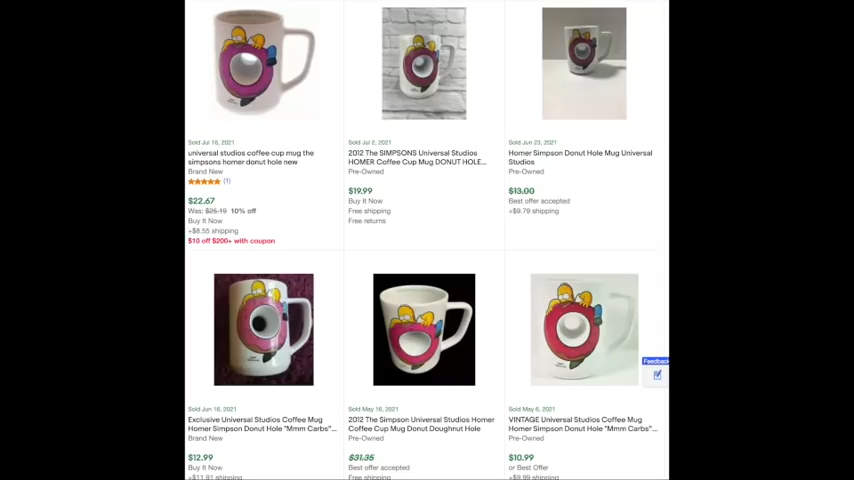 Sold Jul 16, 2021
universal studios coffee cup mug the
simpsons homer donut hole new
Brand New
(1)
$22.67
Was: $25.19 10% off
Buy It Now
+$8.55 shipping
$10 off $200+ with coupon
Sold Jul 2, 2021
2012 The SIMPSONS Universal Studios
HOMER Coffee Cup Mug DONUT HOLE...
Pre-Owned
$19.99
Buy It Now
Free shipping
Free returns
Sold Jun 23, 2021
Homer Simpson Donut Hole Mug Universal
Studios
Pre-Owned
$13.00
Best offer accepted
+$9.79 shipping
Sold Jun 16, 2021
Exclusive Universal Studios Coffee Mug
Homer Simpson Donut Hole "Mmm Carbs"...
Brand New
$12.99
Buy It Now
+$11.91 shipping
Sold May 16, 2021
2012 The Simpson Universal Studios Homer
Coffee Cup Mug Donut Doughnut Hole
Pre-Owned
$31.35
Best offer accepted
Free shipping
Sold May 6, 2021
VINTAGE Universal Studios Coffee Mug
Homer Simpson Donut Hole "Mmm Carbs"...
Pre-Owned
$10.99
or Best Offer
+$9.99 shipping
Feedback